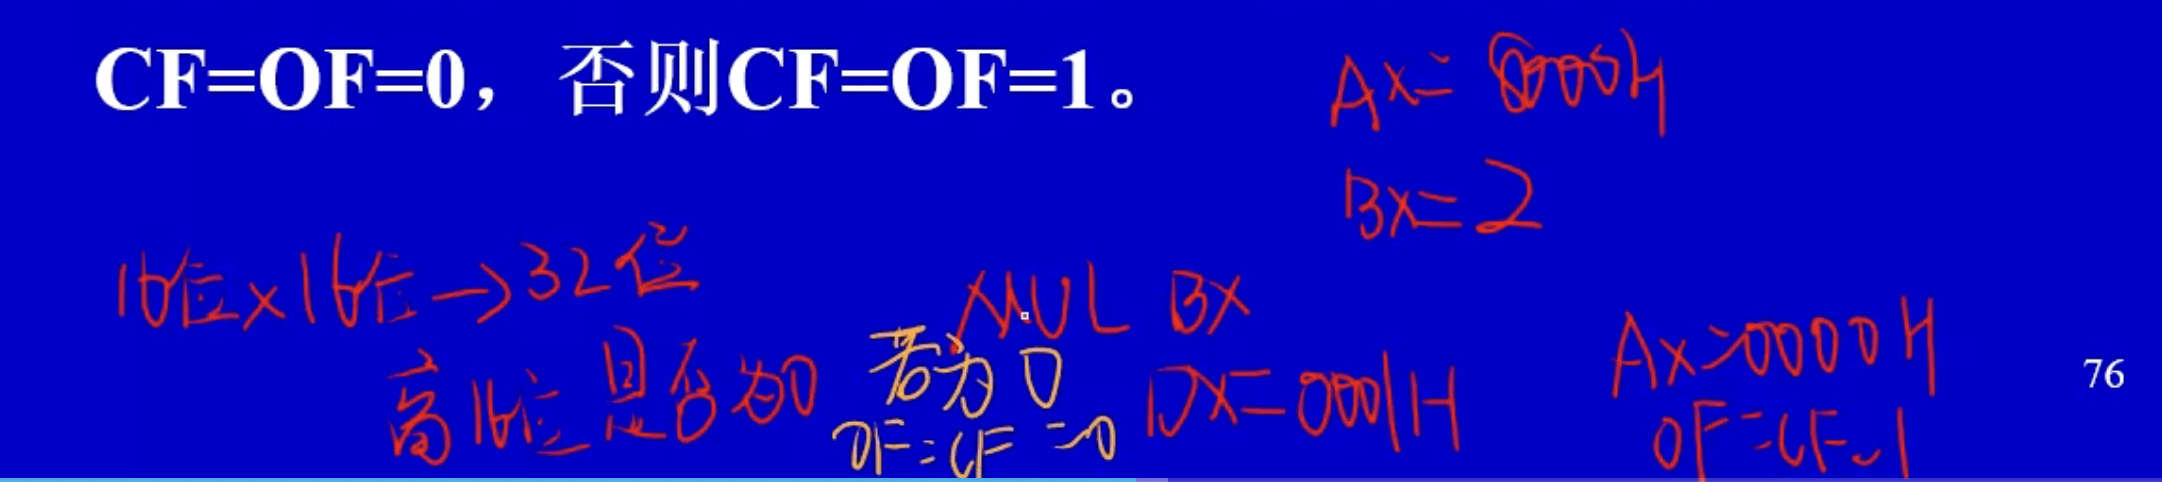 CF=OF=0，否则CF=OF=1。
AX=8000H
BX=2
16位×16位→32位
MUL BX
高16位是否为0
若为0
OF=CF=0
DX=0001H
AX=0000H
OF=CF=1
76